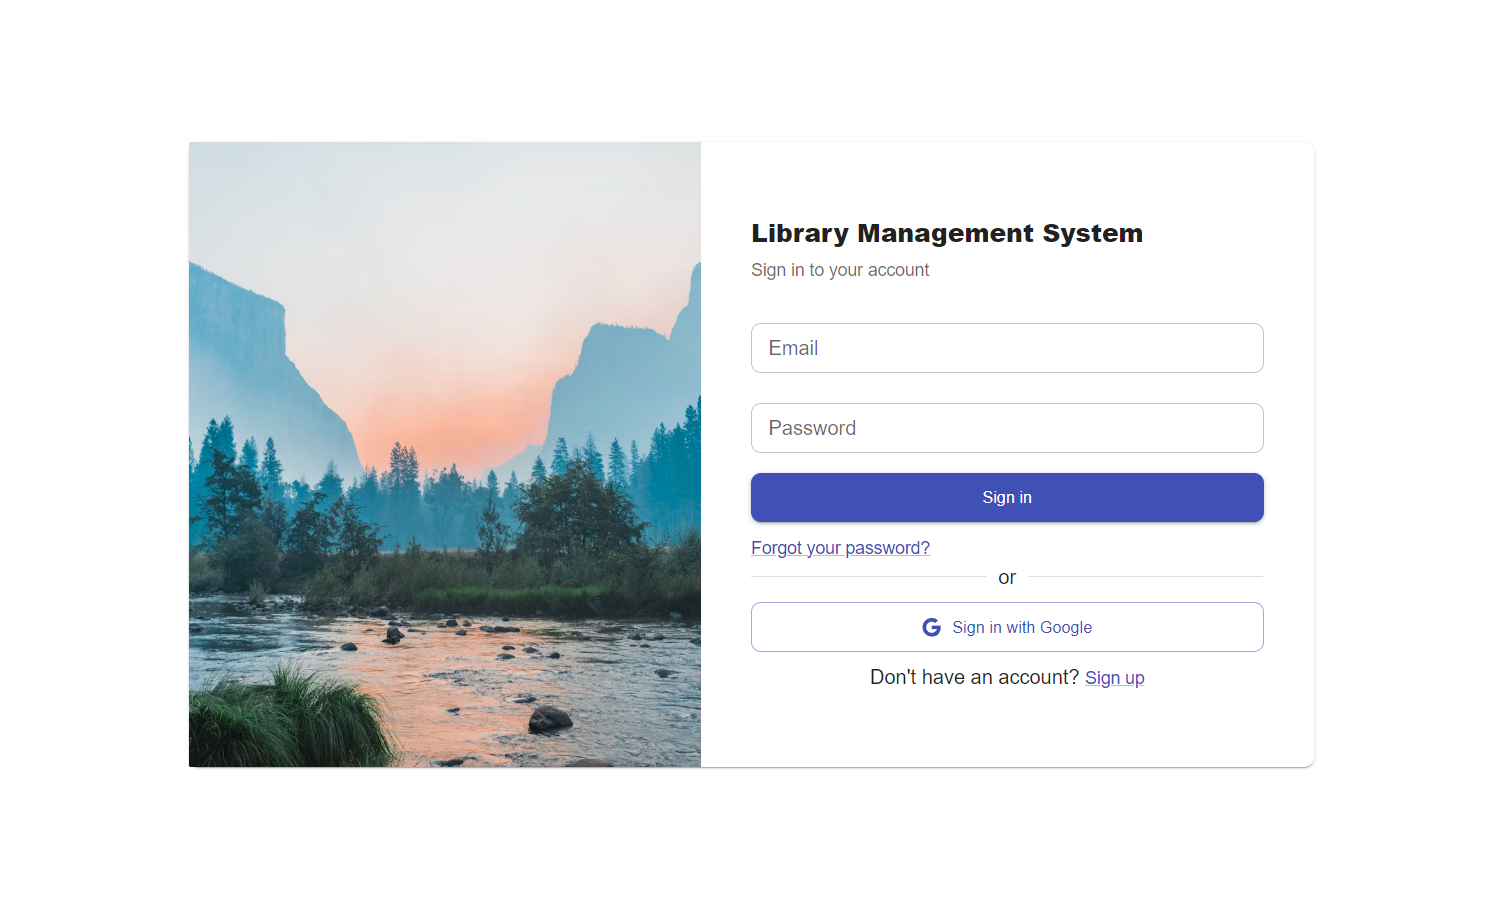 Library Management System
Sign in to your account
Email
Password
Sign in
Forgot your password?
or
Sign in with Google
Don't have an account? Sign up